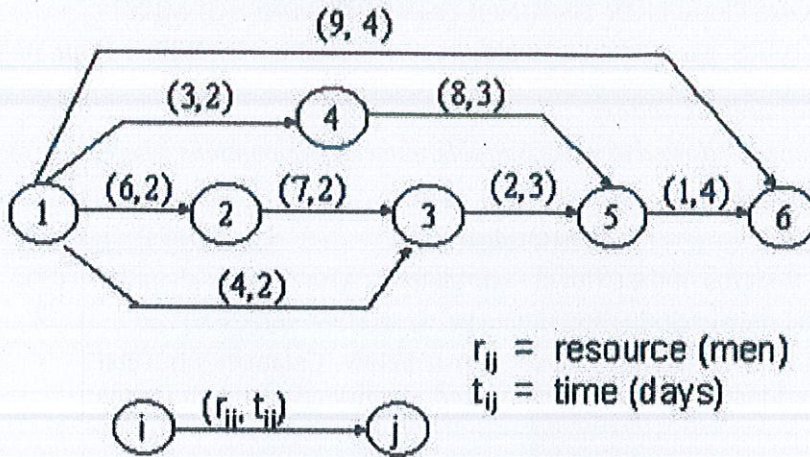 (9, 4)
(3,2)
4
(8,3)
1
(6,2)
2
(7,2)
3
(2,3)
5
(1,4)
6
(4,2)
rij = resource (men)
tij = time (days)
i
(rij, tij)
j